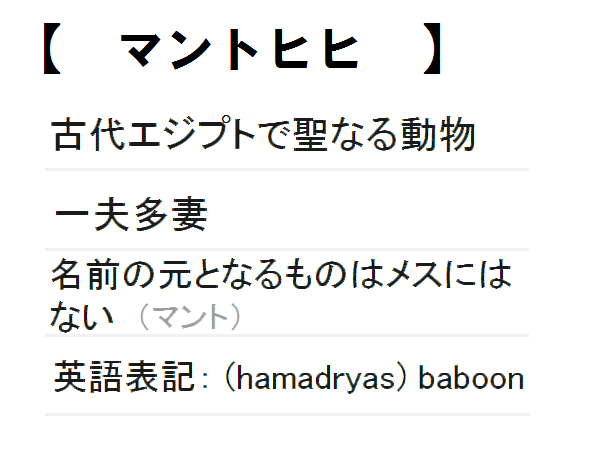 【　マントヒヒ　】
古代エジプトで聖なる動物
一夫多妻
名前の元となるものはメスには
ない （マント）
英語表記：（hamadryas）baboon